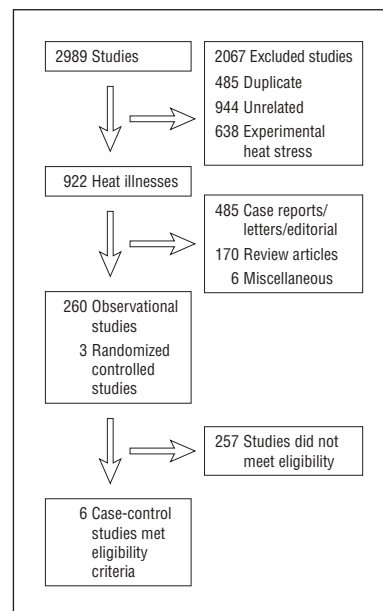 2989 Studies
2067 Excluded studies
485 Duplicate
944 Unrelated
638 Experimental
heat stress
922 Heat illnesses
485 Case reports/
letters/editorial
170 Review articles
6 Miscellaneous
260 Observational
studies
3 Randomized
controlled
studies
257 Studies did not
meet eligibility
6 Case-control
studies met
eligibility
criteria